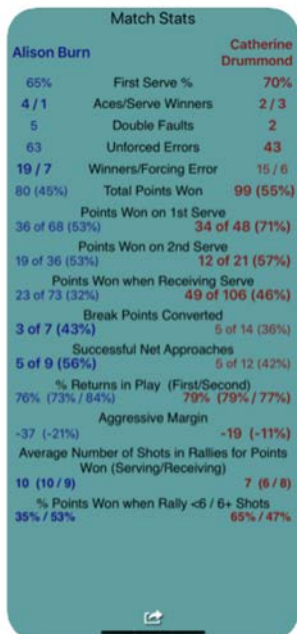 Match Stats
Alison Burn Catherine Drummond
65% First Serve % 70%
4 / 1 Aces/Serve Winners 2 / 3
5 Double Faults 2
63 Unforced Errors 43
19 / 7 Winners/Forcing Error 15 / 6
80 (45%) Total Points Won 99 (55%)
Points Won on 1st Serve
36 of 68 (53%) 34 of 48 (71%)
Points Won on 2nd Serve
19 of 36 (53%) 12 of 21 (57%)
Points Won when Receiving Serve
23 of 73 (32%) 49 of 106 (46%)
Break Points Converted
3 of 7 (43%) 5 of 14 (36%)
Successful Net Approaches
5 of 9 (56%) 5 of 12 (42%)
% Returns in Play (First/Second)
76% (73% / 84%) 79% (79% / 77%)
Aggressive Margin
-37 (-21%) -19 (-11%)
Average Number of Shots in Rallies for Points
Won (Serving/Receiving)
10 (10 / 9) 7 (6 / 8)
% Points Won when Rally <6 / 6+ Shots
35% / 53% 65% / 47%